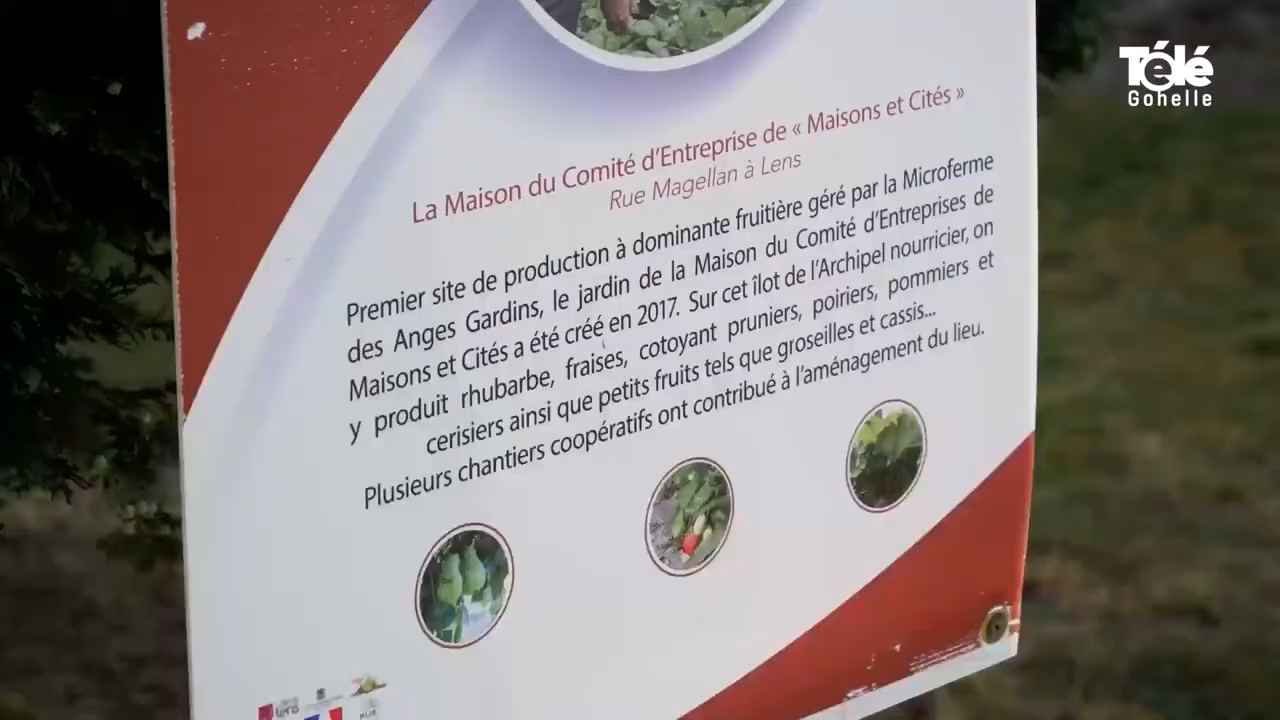 Télé
Gohelle
La Maison du Comité d'Entreprise de « Maisons et Cités »
Rue Magellan à Lens
Premier site de production à dominante fruitière géré par la Microferme
des Anges Gardins, le jardin de la Maison du Comité d'Entreprises de
Maisons et Cités a été créé en 2017. Sur cet îlot de l'Archipel nourricier, on
y produit rhubarbe, fraises, cotoyant pruniers, poiriers, pommiers et
cerisiers ainsi que petits fruits tels que groseilles et cassis...
Plusieurs chantiers coopératifs ont contribué à l'aménagement du lieu.